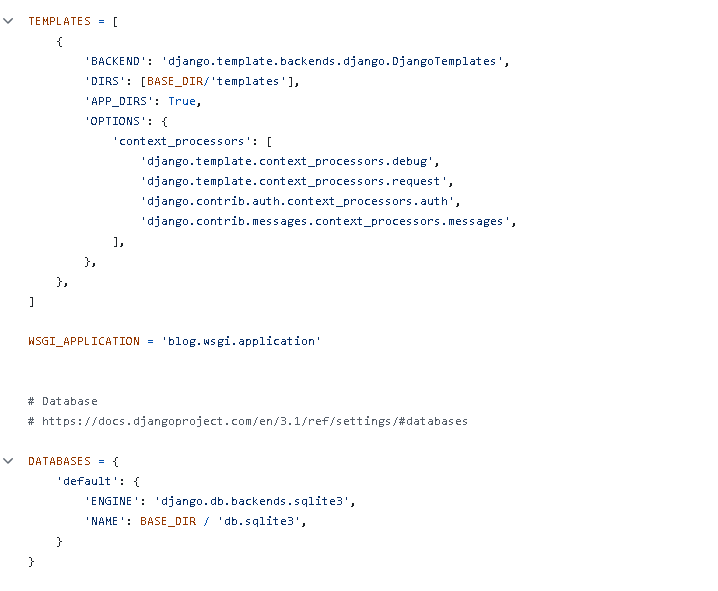 TEMPLATES = [
    {
        'BACKEND': 'django.template.backends.django.DjangoTemplates',
        'DIRS': [BASE_DIR/'templates'],
        'APP_DIRS': True,
        'OPTIONS': {
            'context_processors': [
                'django.template.context_processors.debug',
                'django.template.context_processors.request',
                'django.contrib.auth.context_processors.auth',
                'django.contrib.messages.context_processors.messages',
            ],
        },
    },
]
WSGI_APPLICATION = 'blog.wsgi.application'
# Database
# https://docs.djangoproject.com/en/3.1/ref/settings/#databases
DATABASES = {
    'default': {
        'ENGINE': 'django.db.backends.sqlite3',
        'NAME': BASE_DIR / 'db.sqlite3',
    }
}